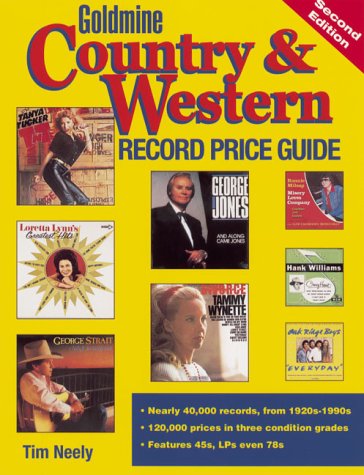 Goldmine
Second
Edition
Country &
Western
RECORD PRICE GUIDE
TANYA
TUCKER
GEORGE
JONES
AND ALONG
CAME JONES
Ronnie Milsap
Misery Loves
Company
Loretta Lynn's
Greatest Hits
Hank Williams
D-I-V-O-R-C-E
TAMMY
WYNETTE
GEORGE STRAIT
Oak Ridge Boys
"EVERYDAY"
• Nearly 40,000 records, from 1920s-1990s
• 120,000 prices in three condition grades
• Features 45s, LPs even 78s
Tim Neely